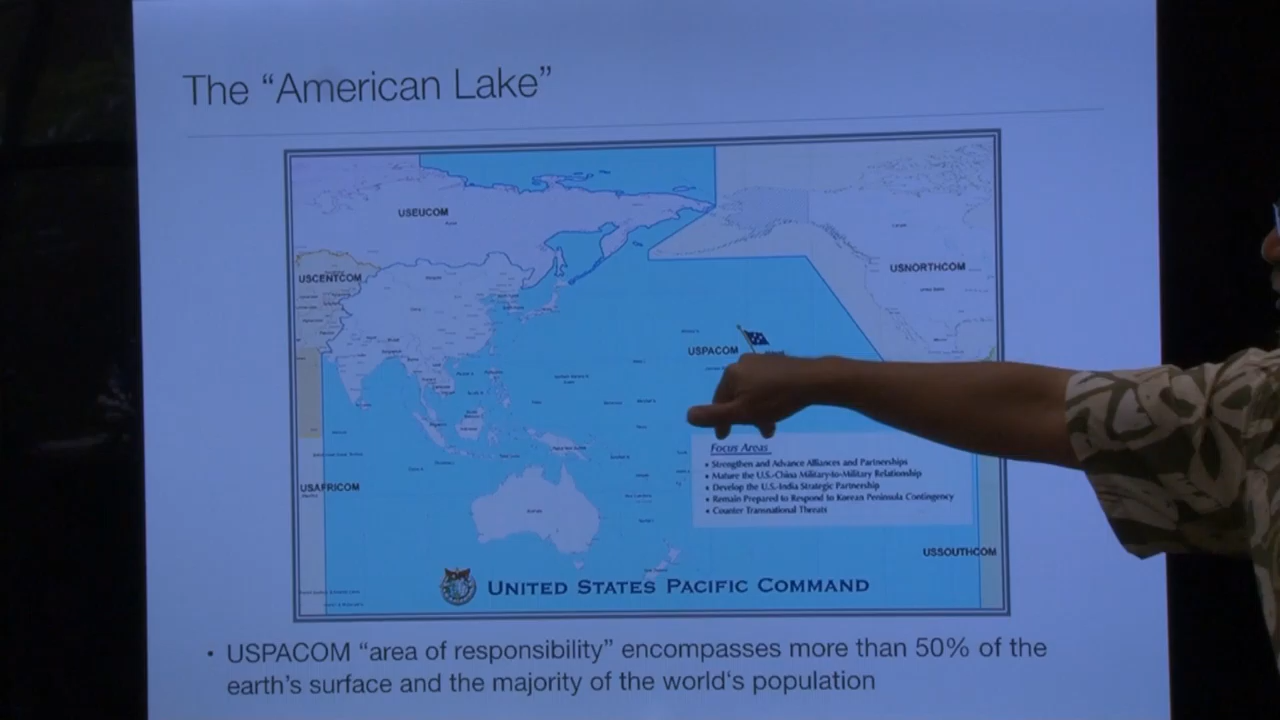 The “American Lake”
USEUCOM
USCENTCOM
USNORTHCOM
USPACOM
Focus Areas
• Strengthen and Advance Alliances and Partnerships
• Mature the U.S.-China Military-to-Military Relationship
• Develop the U.S.-India Strategic Partnership
• Remain Prepared to Respond to Korean Peninsula Contingency
• Counter Transnational Threats
USAFRICOM
USSOUTHCOM
UNITED STATES PACIFIC COMMAND
• USPACOM “area of responsibility” encompasses more than 50% of the
earth’s surface and the majority of the world‘s population